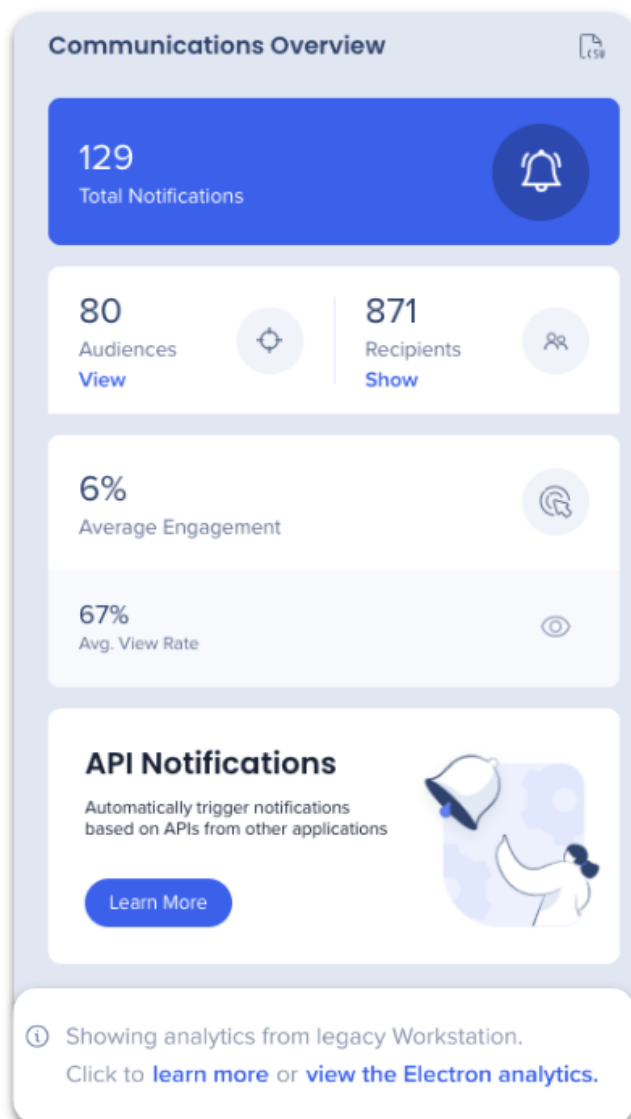 Communications Overview
CSV
129
Total Notifications
80
Audiences
View
871
Recipients
Show
6%
Average Engagement
67%
Avg. View Rate
API Notifications
Automatically trigger notifications
based on APIs from other applications
Learn More
Showing analytics from legacy Workstation.
Click to learn more or view the Electron analytics.